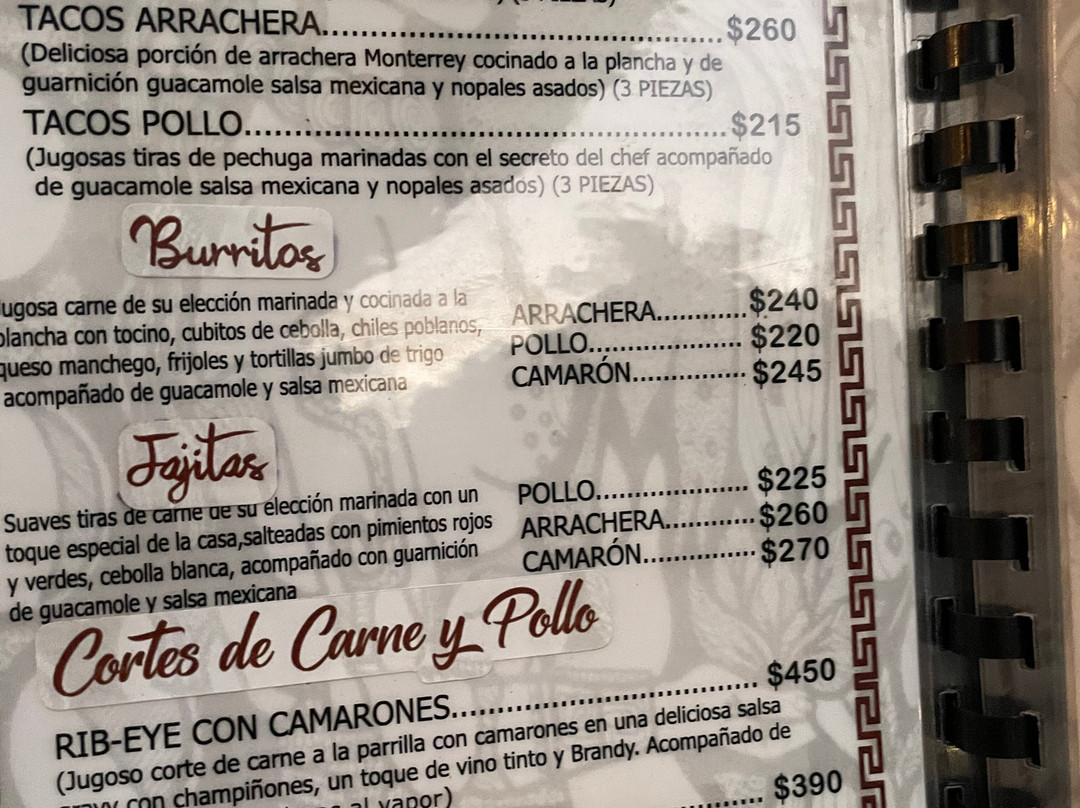 TACOS ARRACHERA.......................................... $260
(Deliciosa porción de arrachera Monterrey cocinado a la plancha y de
guarnición guacamole salsa mexicana y nopales asados) (3 PIEZAS)
TACOS POLLO.................................................... $215
(Jugosas tiras de pechuga marinadas con el secreto del chef acompañado
de guacamole salsa mexicana y nopales asados) (3 PIEZAS)
Burritos
ugosa carne de su elección marinada y cocinada a la
plancha con tocino, cubitos de cebolla, chiles poblanos,
queso manchego, frijoles y tortillas jumbo de trigo
acompañado de guacamole y salsa mexicana
ARRACHERA............ $240
POLLO.................... $220
CAMARÓN............... $245
Fajitas
Suaves tiras de carne de su elección marinada con un
toque especial de la casa,salteadas con pimientos rojos
y verdes, cebolla blanca, acompañado con guarnición
de guacamole y salsa mexicana
POLLO.................... $225
ARRACHERA............ $260
CAMARÓN............... $270
Cortes de Carne y Pollo
RIB-EYE CON CAMARONES..................................... $450
(Jugoso corte de carne a la parrilla con camarones en una deliciosa salsa
con champiñones, un toque de vino tinto y Brandy. Acompañado de
al vapor)
$390